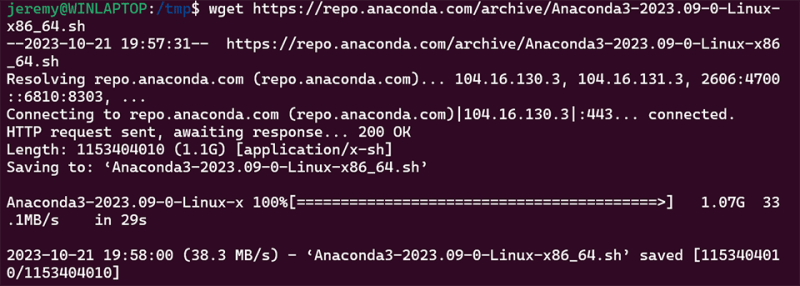 jeremy@WINLAPTOP:/tmp$ wget https://repo.anaconda.com/archive/Anaconda3-2023.09-0-Linux-
x86_64.sh
--2023-10-21 19:57:31--  https://repo.anaconda.com/archive/Anaconda3-2023.09-0-Linux-x86
_64.sh
Resolving repo.anaconda.com (repo.anaconda.com)... 104.16.130.3, 104.16.131.3, 2606:4700
::6810:8303, ...
Connecting to repo.anaconda.com (repo.anaconda.com)|104.16.130.3|:443... connected.
HTTP request sent, awaiting response... 200 OK
Length: 1153404010 (1.1G) [application/x-sh]
Saving to: ‘Anaconda3-2023.09-0-Linux-x86_64.sh’
Anaconda3-2023.09-0-Linux-x 100%[=========================================>]   1.07G  33
.1MB/s    in 29s
2023-10-21 19:58:00 (38.3 MB/s) - ‘Anaconda3-2023.09-0-Linux-x86_64.sh’ saved [115340401
0/1153404010]